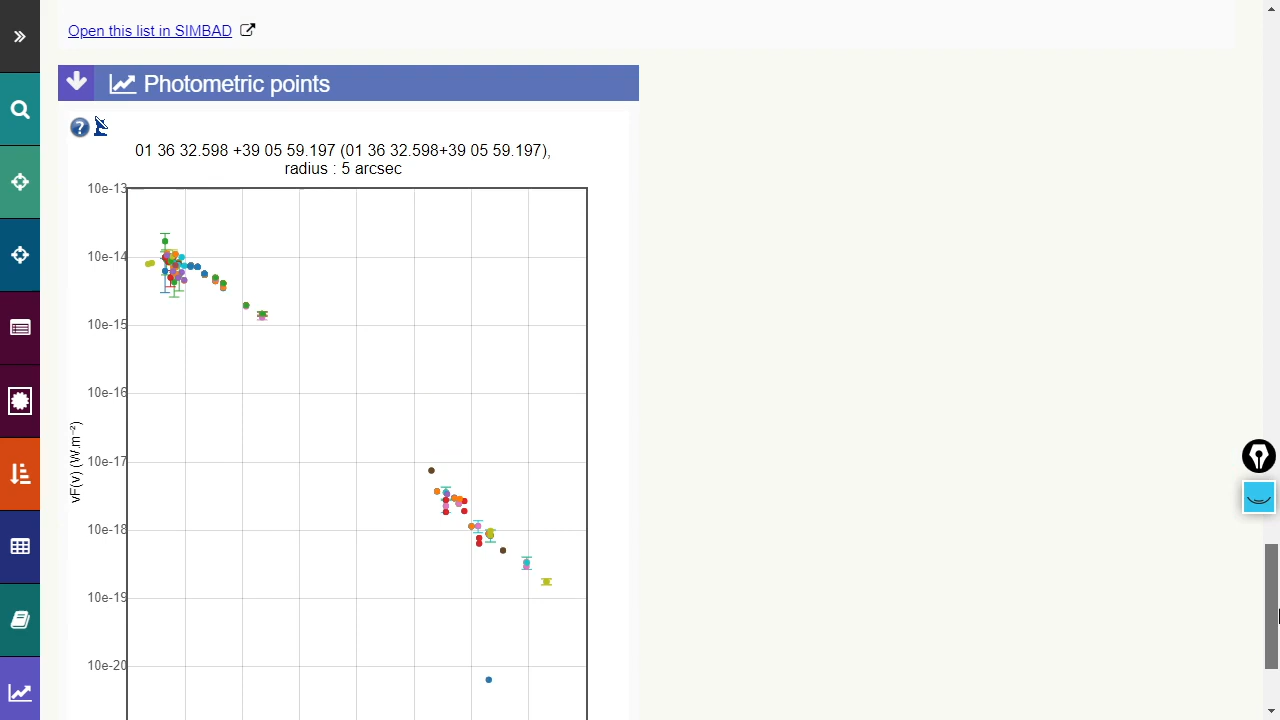 Open this list in SIMBAD
Photometric points
01 36 32.598 +39 05 59.197 (01 36 32.598+39 05 59.197),
radius : 5 arcsec
10e-13
10e-14
10e-15
10e-16
10e-17
νF(ν) (W.m⁻²)
10e-18
10e-19
10e-20